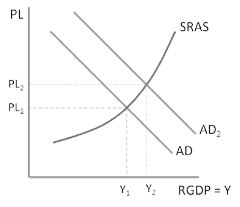 PL
SRAS
PL2
PL1
AD2
AD
Y1
Y2
RGDP = Y